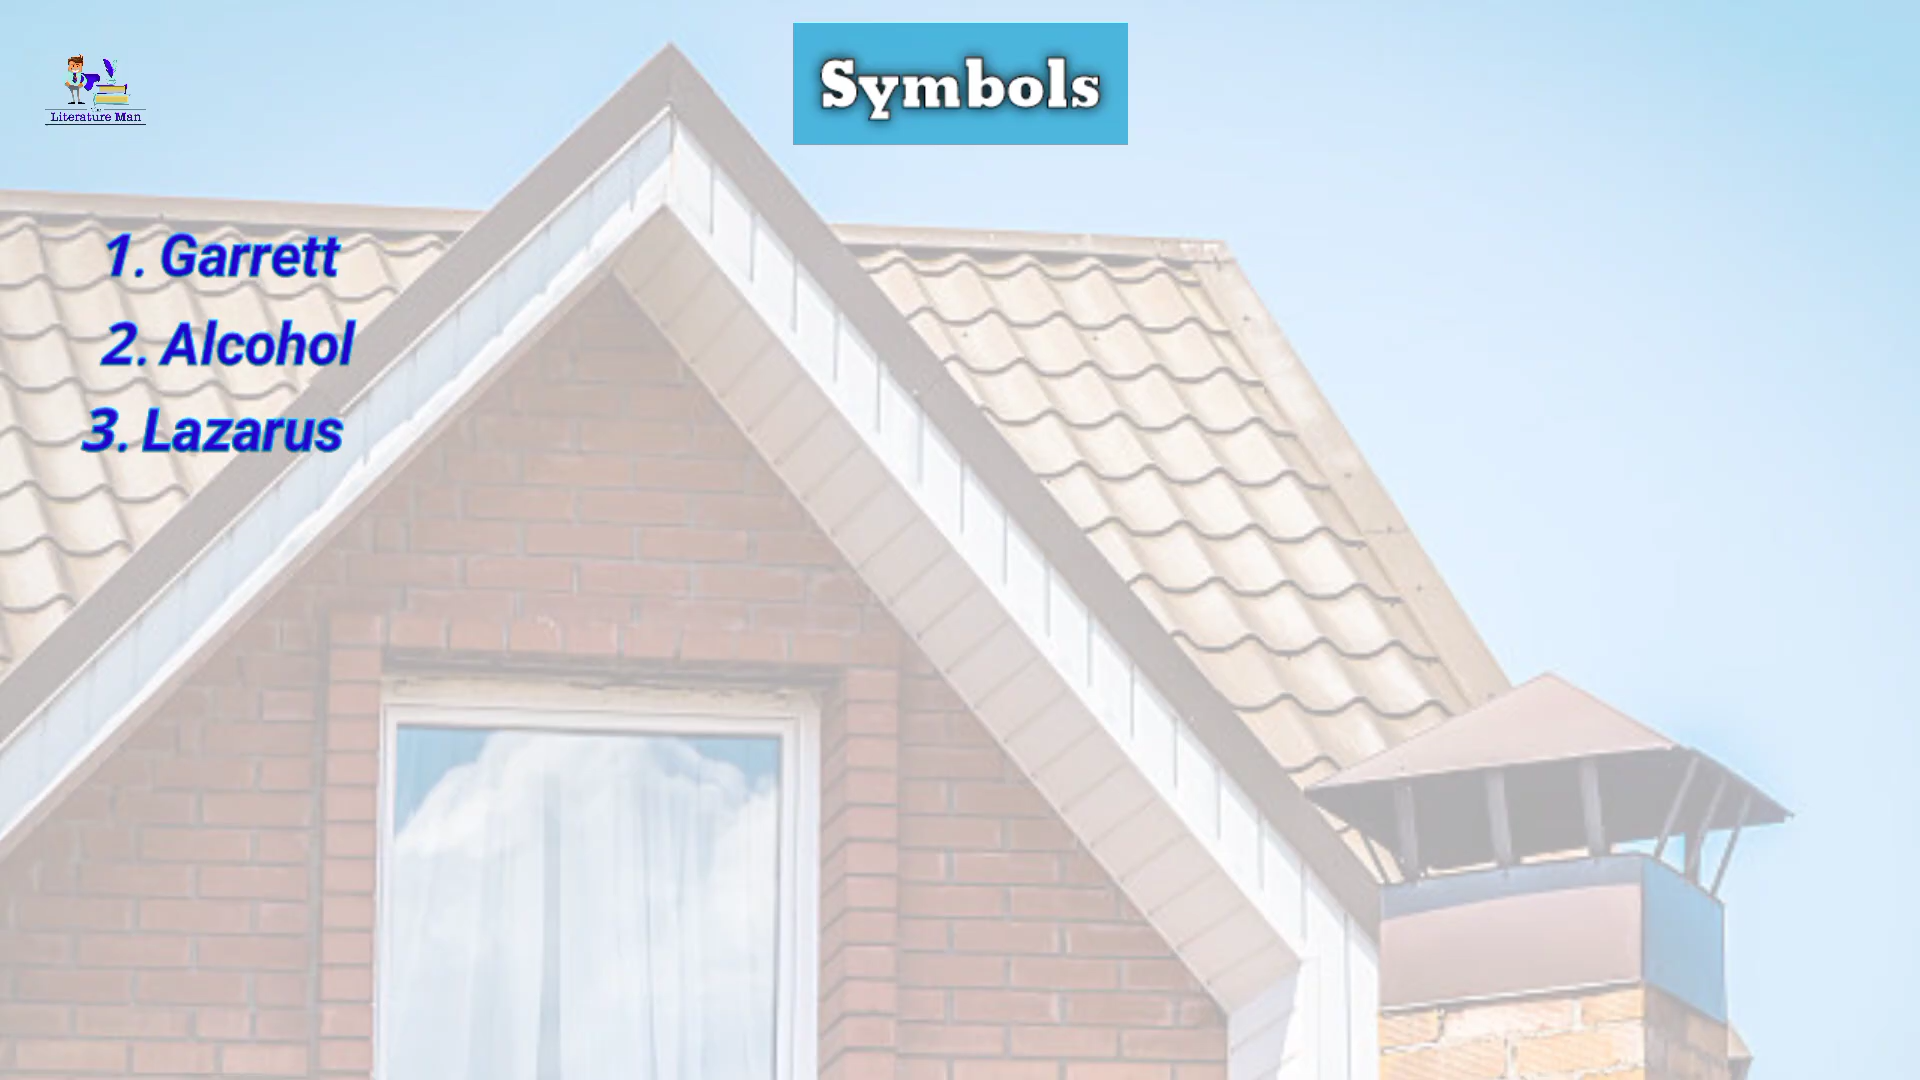 Symbols
Literature Man
1. Garrett
2. Alcohol
3. Lazarus